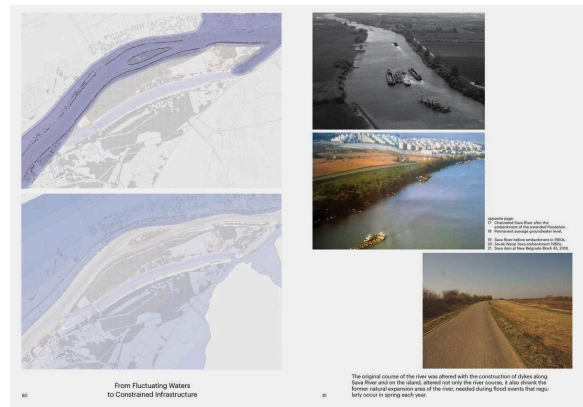 From Fluctuating Waters
to Constrained Infrastructure
80
opposite page
17 Channeled Sava River after the
embankment of the extended floodplain.
18 Permanent average groundwater level.
19 Sava River before embankment in 1950s.
20 Savski Nasip Sava embankment 1980s.
21 Sava dam at New Belgrade Block 45, 2018.
81
The original course of the river was altered with the construction of dykes along
Sava River and on the island, altered not only the river course, it also shrank the
former natural expansion area of the river, needed during flood events that regu-
larly occur in spring each year.